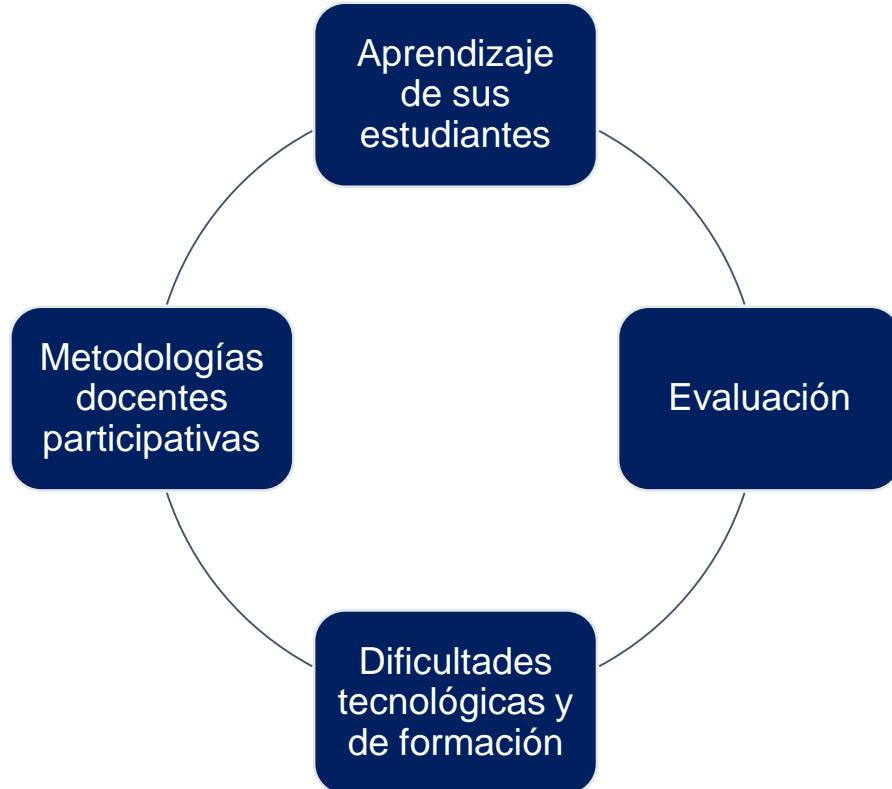 Aprendizaje
de sus
estudiantes
Metodologías
docentes
participativas
Evaluación
Dificultades
tecnológicas y
de formación